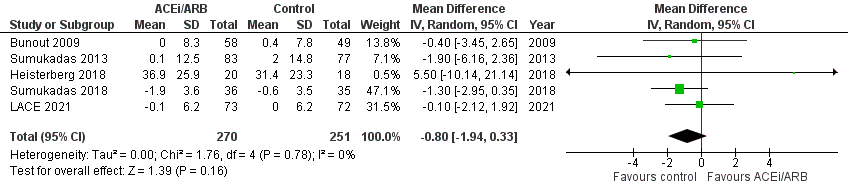 ACEi/ARB Control Mean Difference Mean Difference
Study or Subgroup Mean SD Total Mean SD Total Weight IV, Random, 95% CI Year IV, Random, 95% CI
Bunout 2009 0 8.3 58 0.4 7.8 49 13.8% -0.40 [-3.45, 2.65] 2009
Sumukadas 2013 0.1 12.5 83 2 14.8 77 7.1% -1.90 [-6.16, 2.36] 2013
Heisterberg 2018 36.9 25.9 20 31.4 23.3 18 0.5% 5.50 [-10.14, 21.14] 2018
Sumukadas 2018 -1.9 3.6 36 -0.6 3.5 35 47.1% -1.30 [-2.95, 0.35] 2018
LACE 2021 -0.1 6.2 73 0 6.2 72 31.5% -0.10 [-2.12, 1.92] 2021
Total (95% CI) 270 251 100.0% -0.80 [-1.94, 0.33]
Heterogeneity: Tau² = 0.00; Chi² = 1.76, df = 4 (P = 0.78); I² = 0%
Test for overall effect: Z = 1.39 (P = 0.16)
-4 -2 0 2 4
Favours control Favours ACEi/ARB